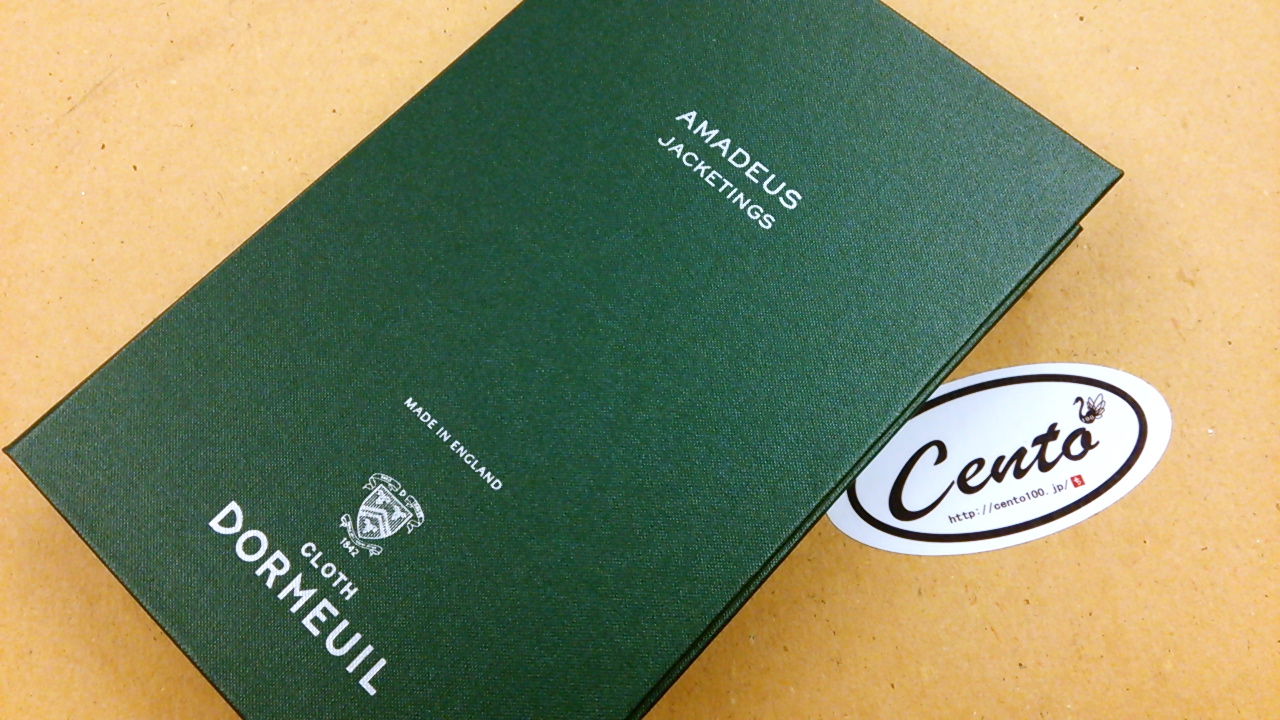 AMADEUS
JACKETINGS
MADE IN ENGLAND
1842
CLOTH
DORMEUIL
Cento
http://cento100.jp/